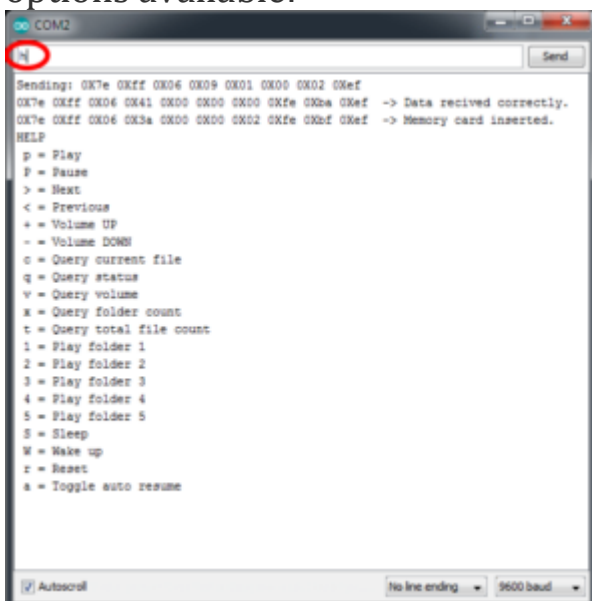 options available.
COM2
h
Send
Sending: 0X7e 0Xff 0X06 0X09 0X01 0X00 0X02 0Xef
0X7e 0Xff 0X06 0X41 0X00 0X00 0X00 0Xfe 0Xba 0Xef -> Data recived correctly.
0X7e 0Xff 0X06 0X3a 0X00 0X00 0X02 0Xfe 0Xbf 0Xef -> Memory card inserted.
HELP
p = Play
P = Pause
> = Next
< = Previous
+ = Volume UP
- = Volume DOWN
c = Query current file
q = Query status
v = Query volume
x = Query folder count
t = Query total file count
1 = Play folder 1
2 = Play folder 2
3 = Play folder 3
4 = Play folder 4
5 = Play folder 5
S = Sleep
W = Wake up
r = Reset
a = Toggle auto resume
Autoscroll
No line ending
9600 baud